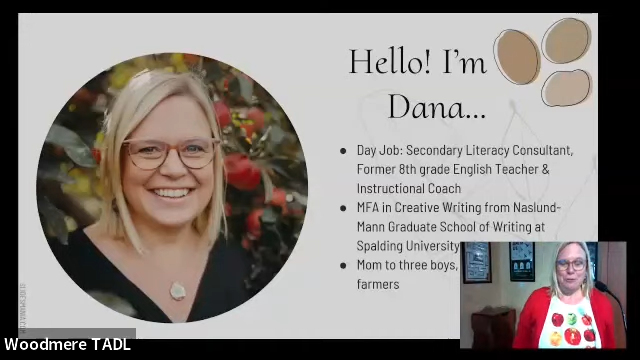 Hello! I'm
Dana...
● Day Job: Secondary Literacy Consultant,
Former 8th grade English Teacher &
Instructional Coach
● MFA in Creative Writing from Naslund-
Mann Graduate School of Writing at
Spalding University
● Mom to three boys,
farmers
Woodmere TADL